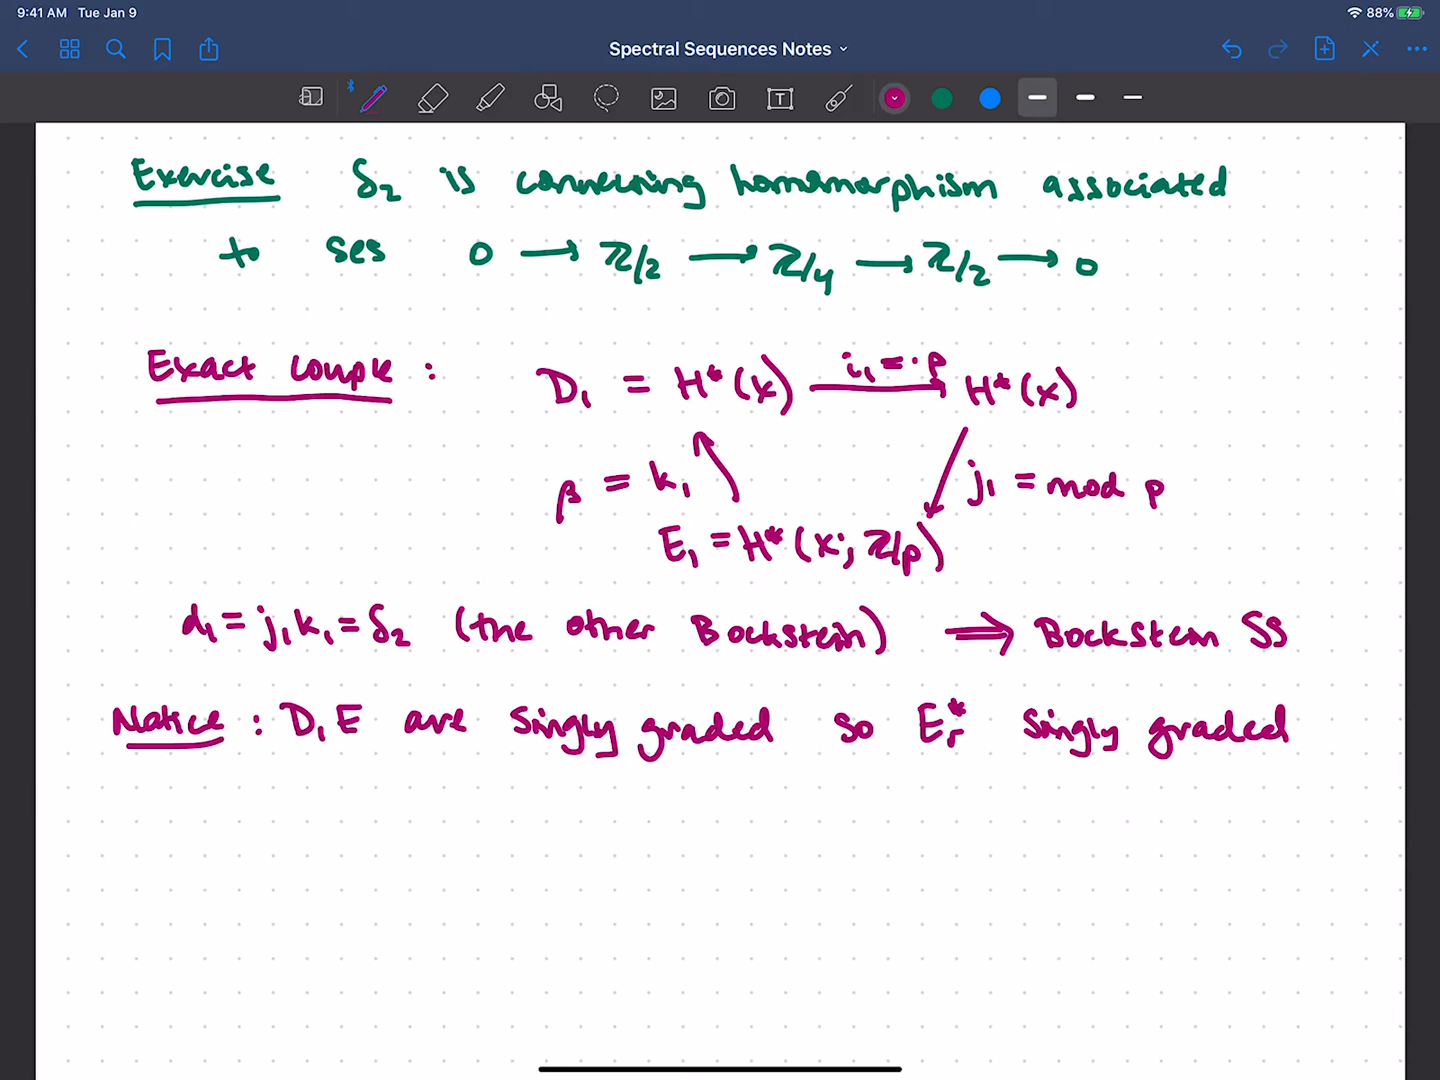 9:41 AM Tue Jan 9 88%
Spectral Sequences Notes
Exercise δ₂ is connecting homomorphism associated
to ses 0 → ℤ/2 → ℤ/4 → ℤ/2 → 0
Exact couple : D₁ = H*(X) → H*(X)
i₁ = · p
β = k₁ j₁ = mod p
E₁ = H*(X; ℤ/p)
d₁ = j₁k₁ = δ₂ (the other Bockstein) ⟹ Bockstein SS
Notice : D, E are singly graded so Eᵣ* singly graded